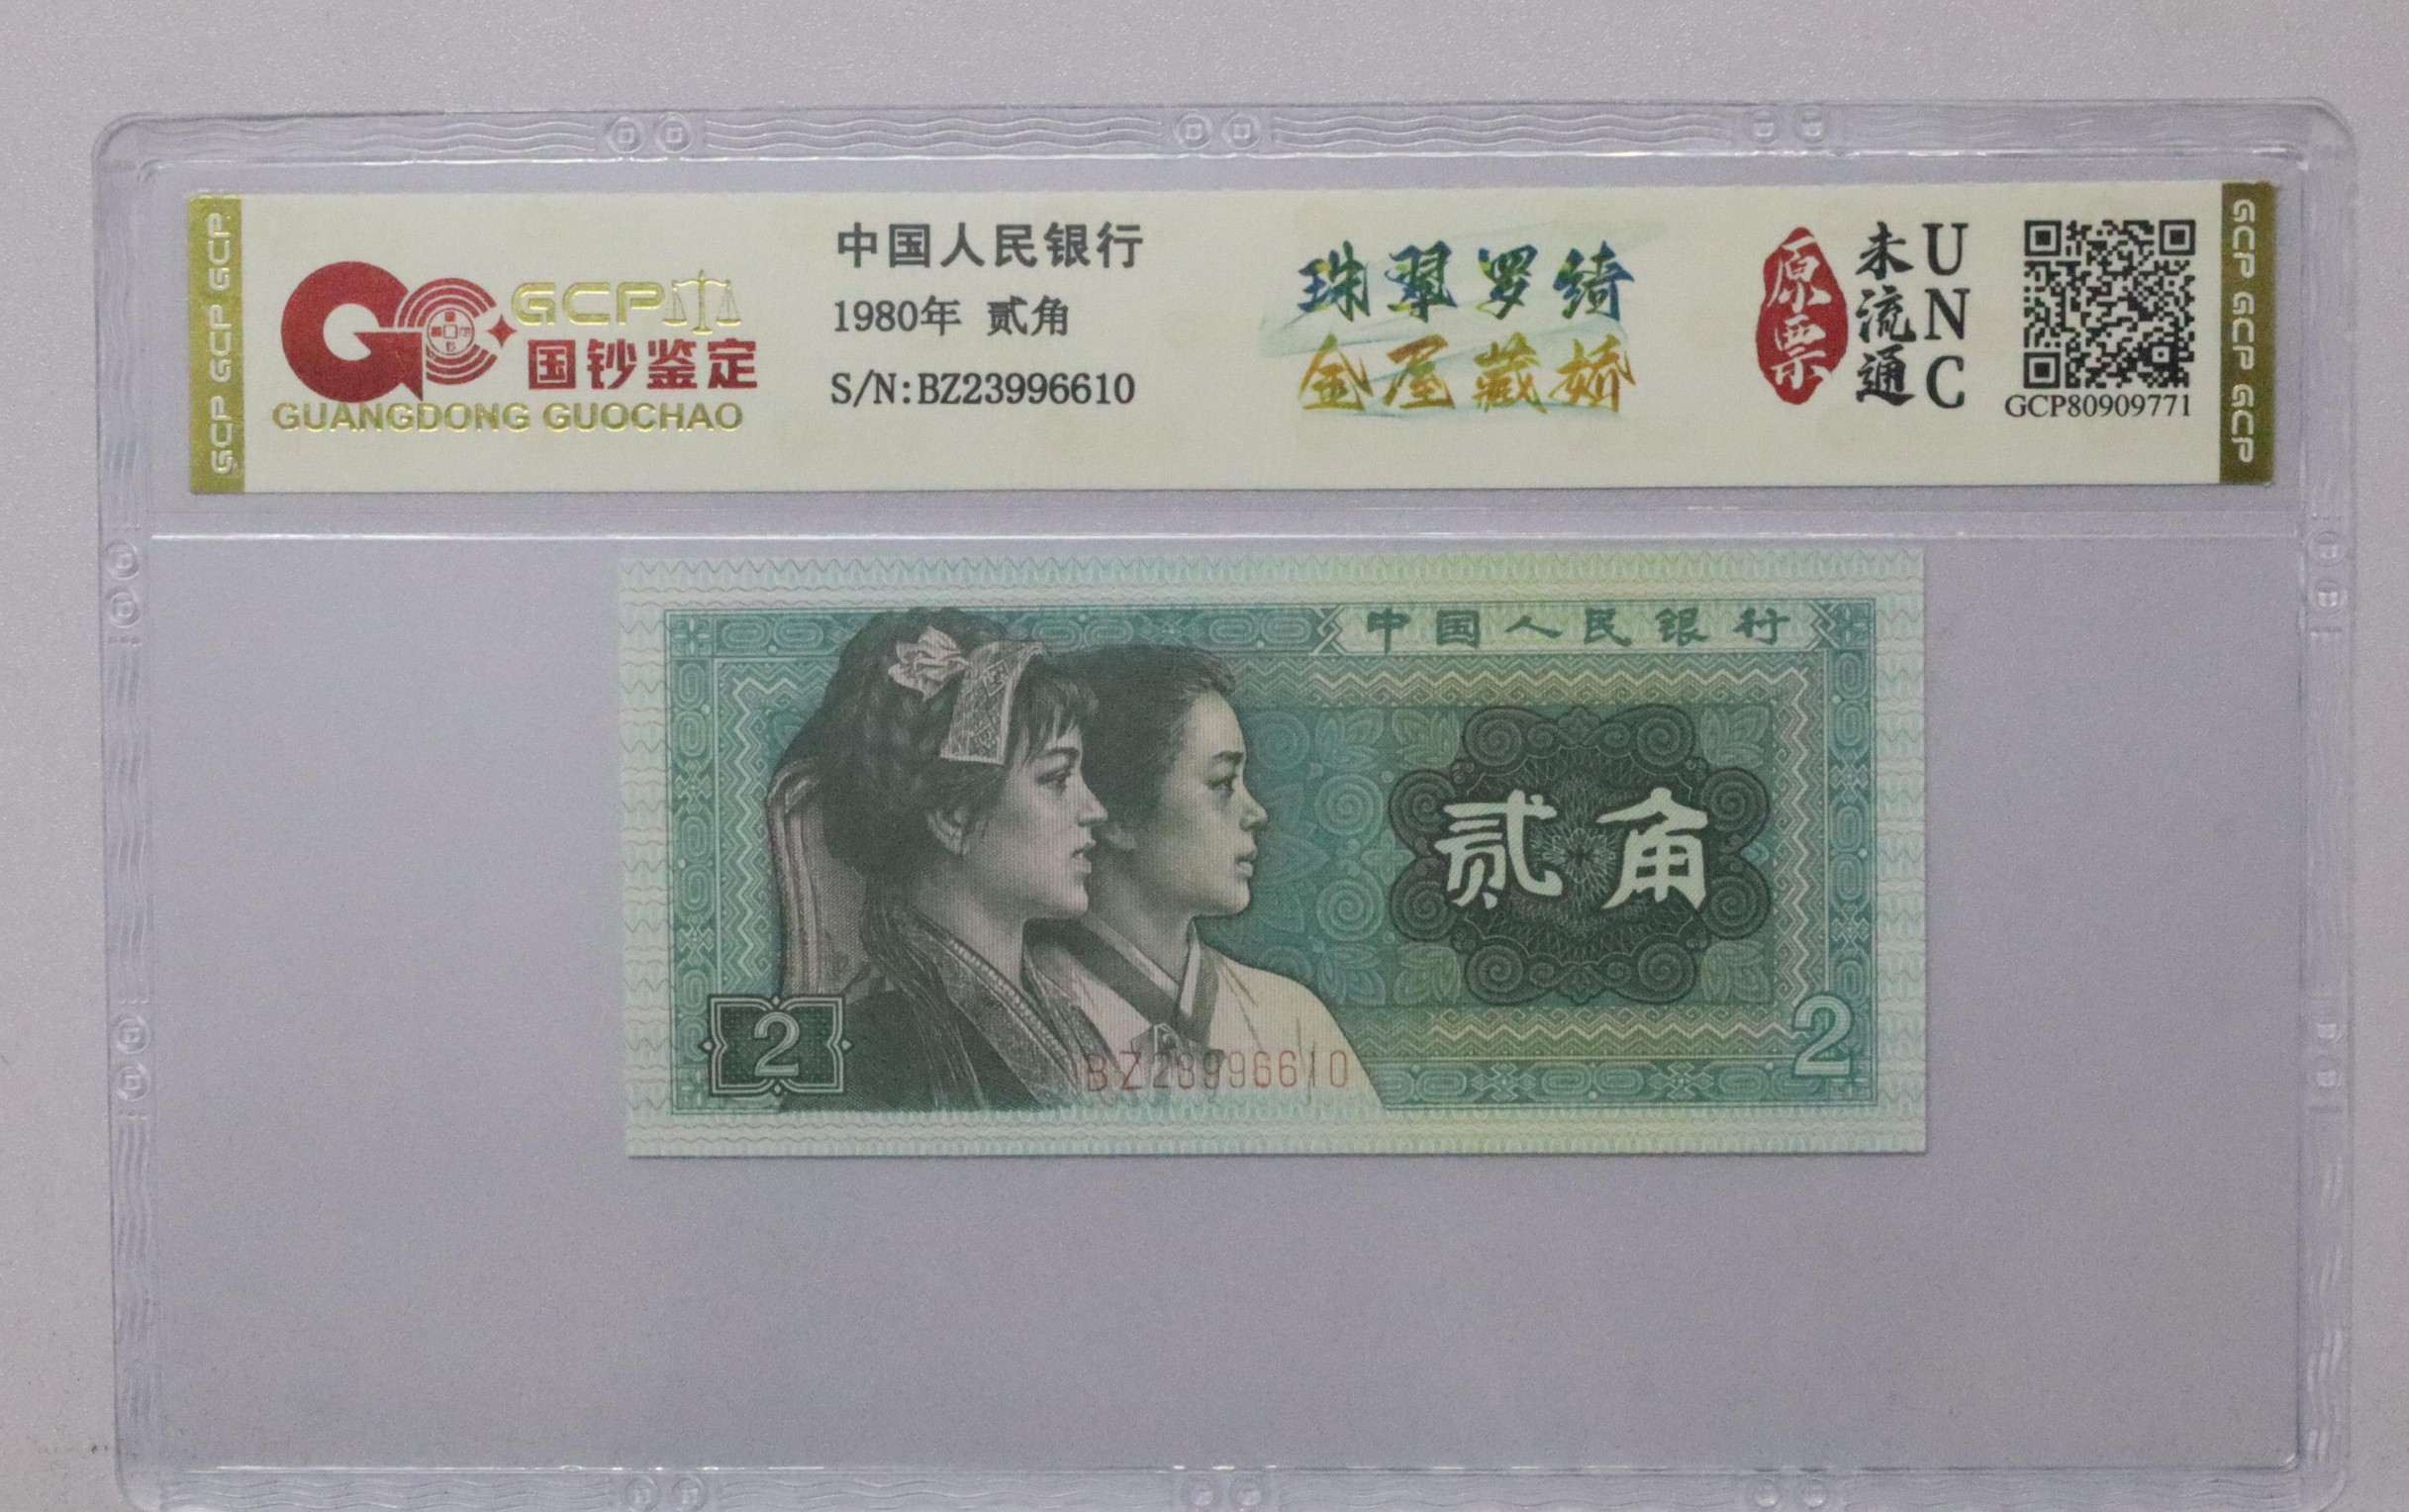 GCP GCP GCP
GCP
国钞鉴定
GUANGDONG GUOCHAO
中国人民银行
1980年 贰角
S/N:BZ23996610
珠翠罗绮
金屋藏娇
原票
未流通
UNC
GCP80909771
GCP GCP GCP
中国人民银行
贰角
2
2
BZ23996610